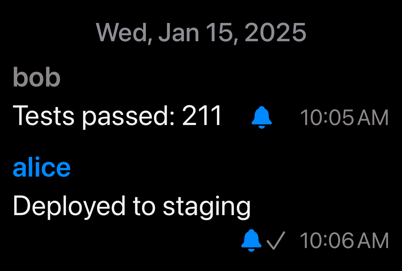 Wed, Jan 15, 2025
bob
Tests passed: 211 10:05 AM
alice
Deployed to staging
10:06 AM